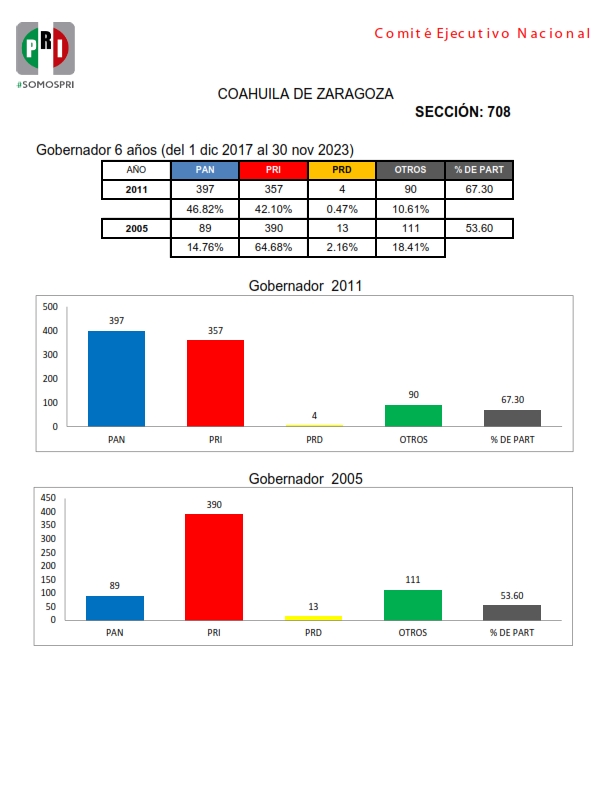 PRI
#SOMOSPRI
Comité Ejecutivo Nacional
COAHUILA DE ZARAGOZA
SECCIÓN: 708
Gobernador 6 años (del 1 dic 2017 al 30 nov 2023)
AÑO PAN PRI PRD OTROS % DE PART
2011 397 357 4 90 67.30
46.82% 42.10% 0.47% 10.61%
2005 89 390 13 111 53.60
14.76% 64.68% 2.16% 18.41%
Gobernador 2011
500
400
300
200
100
0
397
357
4
90
67.30
PAN PRI PRD OTROS % DE PART
Gobernador 2005
450
400
350
300
250
200
150
100
50
0
89
390
13
111
53.60
PAN PRI PRD OTROS % DE PART